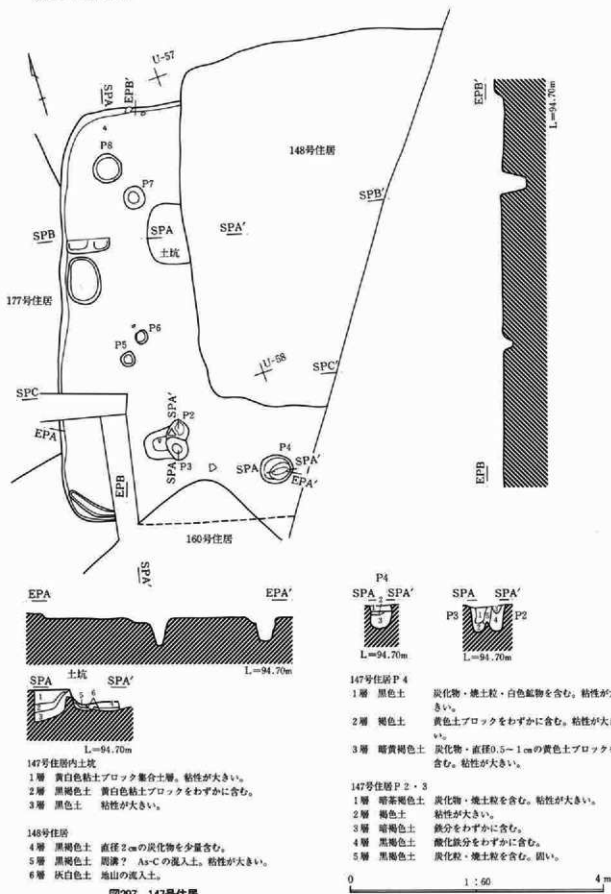 U-57
SPA
EPB'
EPB'
L=94.70m
P8
P7
148号住居
SPB'
SPB
SPA
SPA'
土坑
177号住居
P6
P5
U-58
SPC'
SPC
SPA'
P2
EPA
SPA
P3
P4
SPA
SPA'
EPA'
EPB
EPB
160号住居
SPA'
EPA
EPA'
L=94.70m
土坑
SPA
SPA'
1
2
3
5
6
4
L=94.70m
147号住居内土坑
1層 黄白色粘土ブロック集合土層。粘性が大きい。
2層 黒褐色土 黄白色粘土ブロックをわずかに含む。
3層 黒色土 粘性が大きい。
148号住居
4層 黒褐色土 直径2cmの炭化物を少量含む。
5層 黒褐色土 周溝? As-Cの混入土。粘性が大きい。
6層 灰白色土 地山の流入土。
図297 147号住居
P4
SPA
SPA'
2
3
L=94.70m
SPA
SPA'
P3
P2
1
4
L=94.70m
147号住居P4
1層 黒色土 炭化物・焼土粒・白色鉱物を含む。粘性が大
きい。
2層 褐色土 黄色土ブロックをわずかに含む。粘性が大き
い。
3層 暗黄褐色土 炭化物・直径0.5~1cmの黄色土ブロックを
含む。粘性が大きい。
147号住居P2・3
1層 暗茶褐色土 炭化物・焼土粒を含む。粘性が大きい。
2層 褐色土 粘性が大きい。
3層 暗褐色土 鉄分をわずかに含む。
4層 黒褐色土 酸化鉄分をわずかに含む。
5層 黒褐色土 炭化粒・焼土粒を含む。固い。
0 1:60 4m